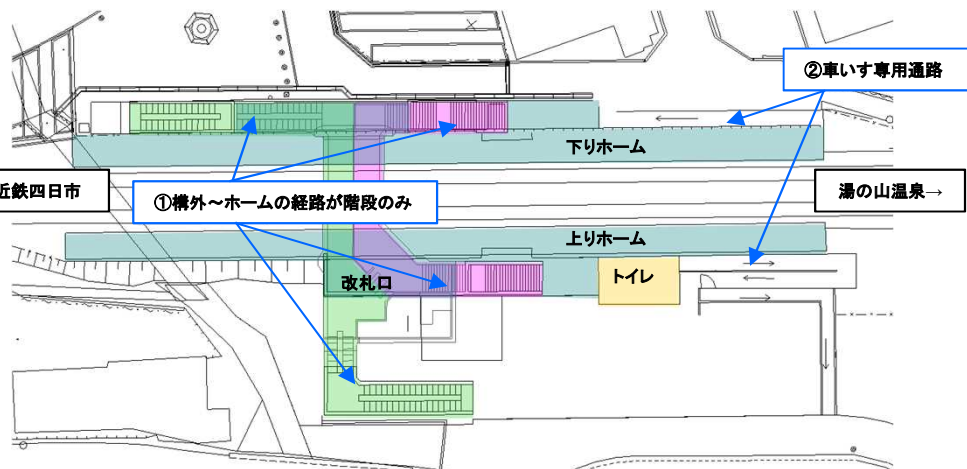 ②車いす専用通路
下りホーム
近鉄四日市
①構外～ホームの経路が階段のみ
湯の山温泉→
上りホーム
改札口
トイレ